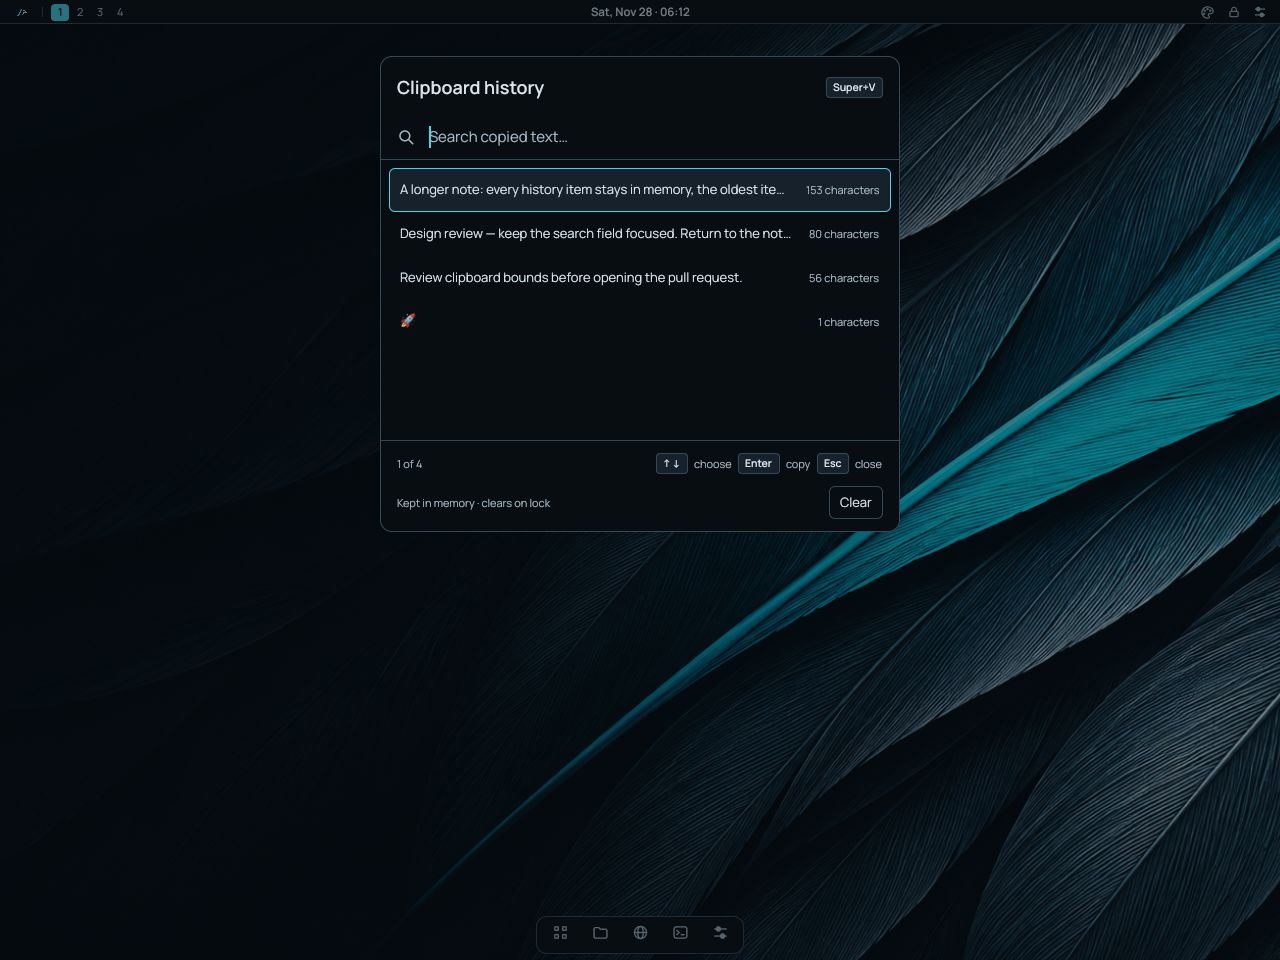 1 2 3 4
Sat, Nov 28 · 06:12
Clipboard history
Super+V
Search copied text...
A longer note: every history item stays in memory, the oldest ite... 153 characters
Design review — keep the search field focused. Return to the not... 80 characters
Review clipboard bounds before opening the pull request. 56 characters
🚀 1 characters
1 of 4
↑↓ choose Enter copy Esc close
Kept in memory · clears on lock
Clear